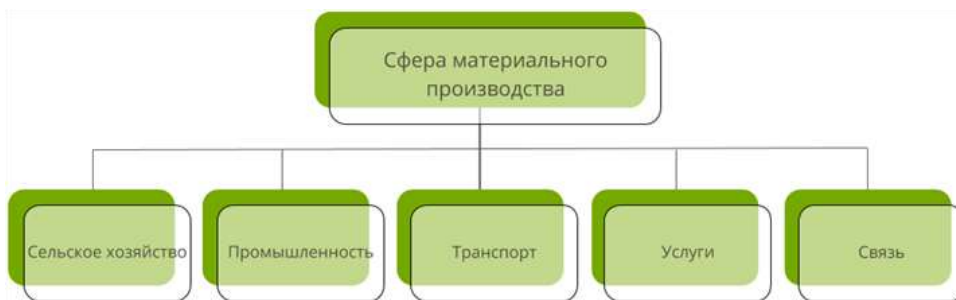 Сфера материального
производства
Сельское хозяйство
Промышленность
Транспорт
Услуги
Связь